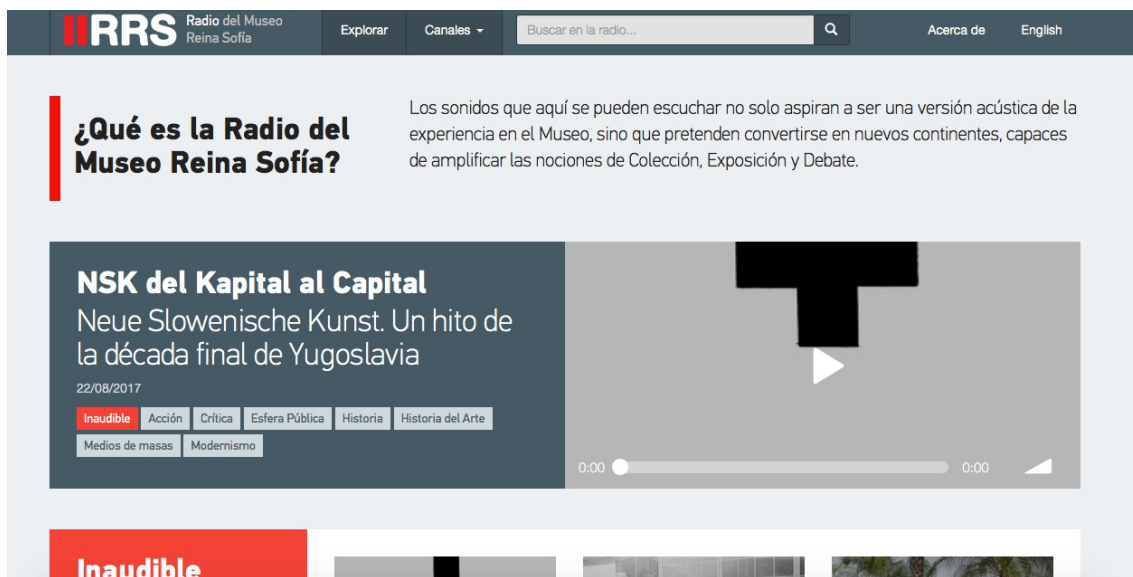 RRS Radio del Museo
Reina Sofía
Explorar Canales Buscar en la radio... Acerca de English
¿Qué es la Radio del
Museo Reina Sofía?
Los sonidos que aquí se pueden escuchar no solo aspiran a ser una versión acústica de la
experiencia en el Museo, sino que pretenden convertirse en nuevos continentes, capaces
de amplificar las nociones de Colección, Exposición y Debate.
NSK del Kapital al Capital
Neue Slowenische Kunst. Un hito de
la década final de Yugoslavia
22/08/2017
Inaudible Acción Crítica Esfera Pública Historia Historia del Arte
Medios de masas Modernismo
0:00 0:00
Inaudible